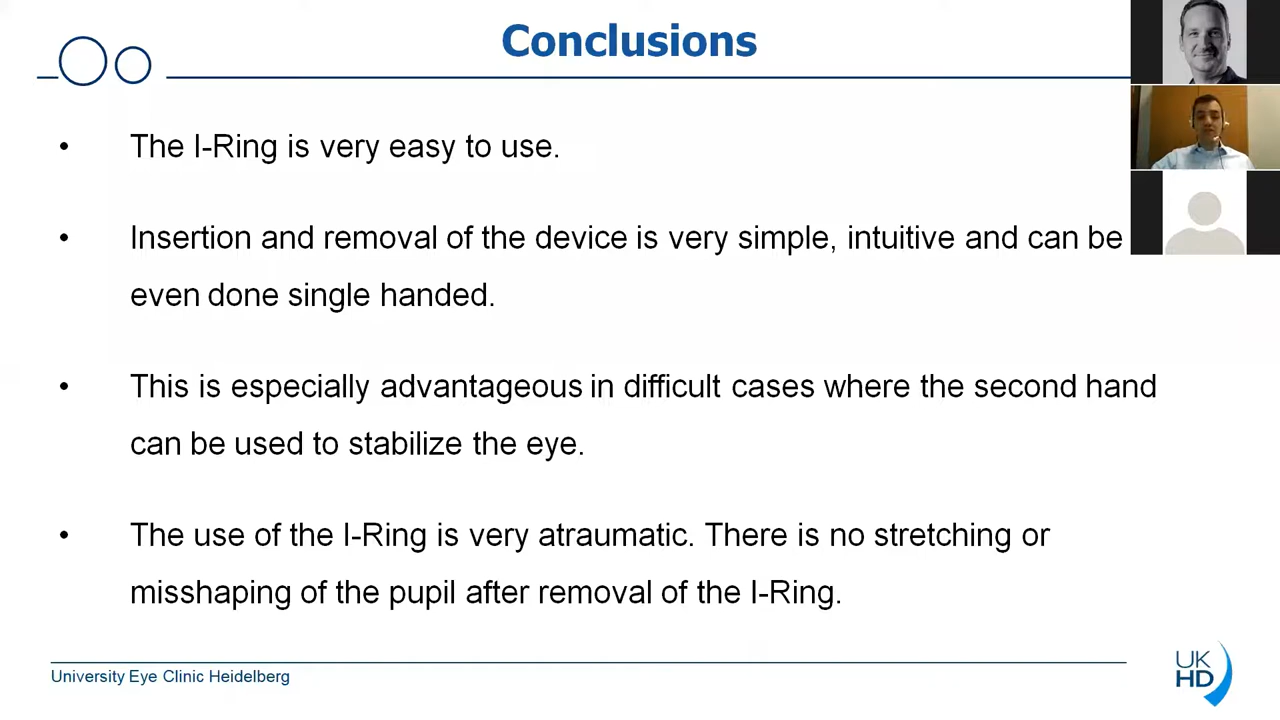 Conclusions
• The I-Ring is very easy to use.
• Insertion and removal of the device is very simple, intuitive and can be
even done single handed.
• This is especially advantageous in difficult cases where the second hand
can be used to stabilize the eye.
• The use of the I-Ring is very atraumatic. There is no stretching or
misshaping of the pupil after removal of the I-Ring.
University Eye Clinic Heidelberg
UK
HD